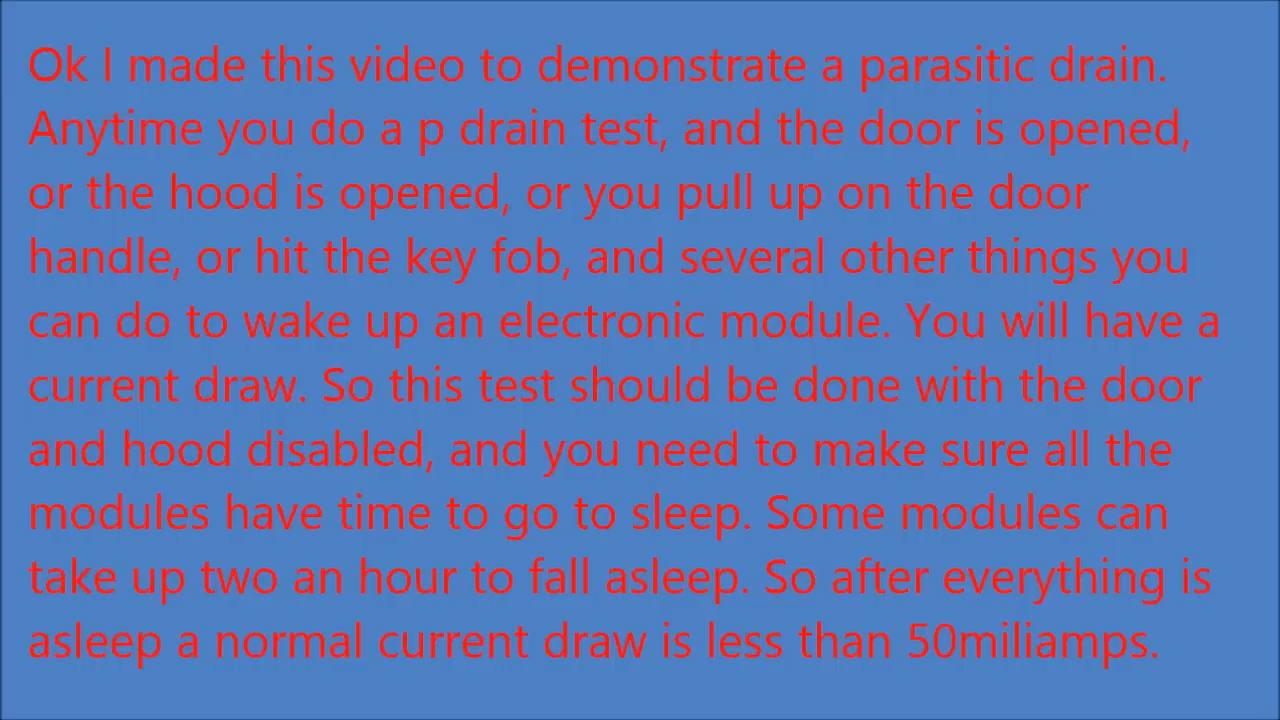 Ok I made this video to demonstrate a parasitic drain.
Anytime you do a p drain test, and the door is opened,
or the hood is opened, or you pull up on the door
handle, or hit the key fob, and several other things you
can do to wake up an electronic module. You will have a
current draw. So this test should be done with the door
and hood disabled, and you need to make sure all the
modules have time to go to sleep. Some modules can
take up two an hour to fall asleep. So after everything is
asleep a normal current draw is less than 50miliamps.